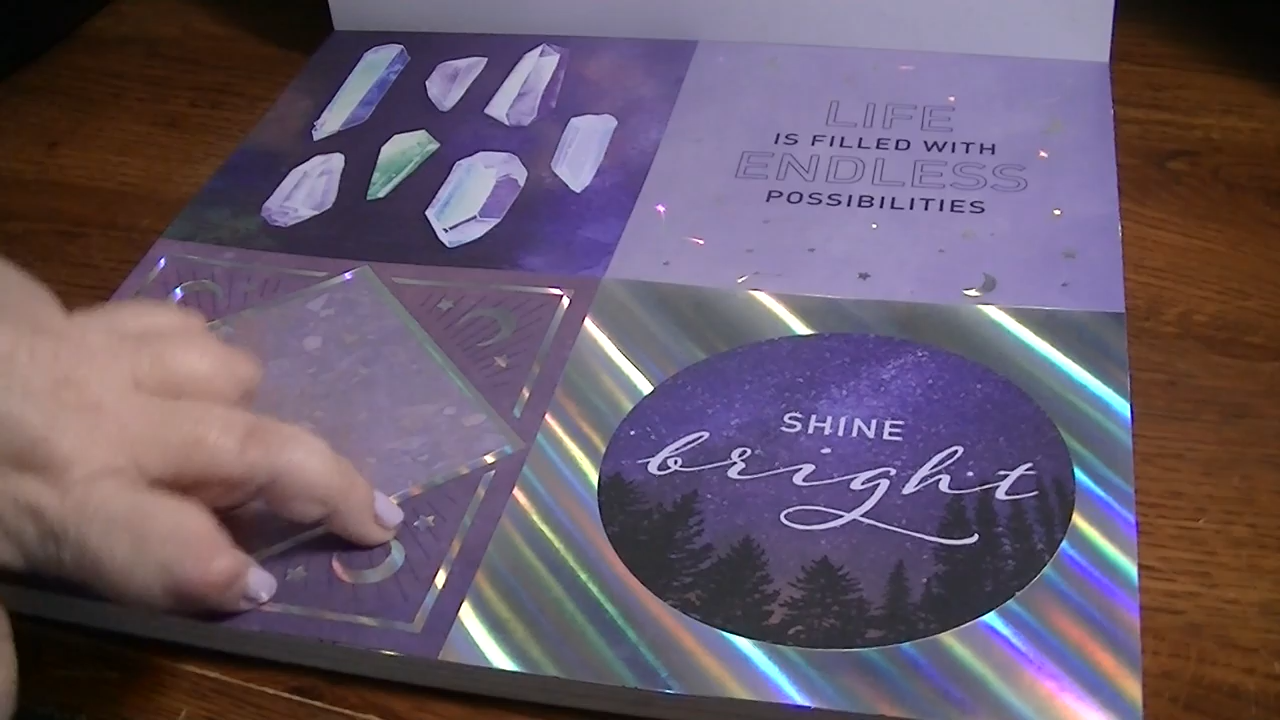 LIFE
IS FILLED WITH
ENDLESS
POSSIBILITIES
SHINE
bright